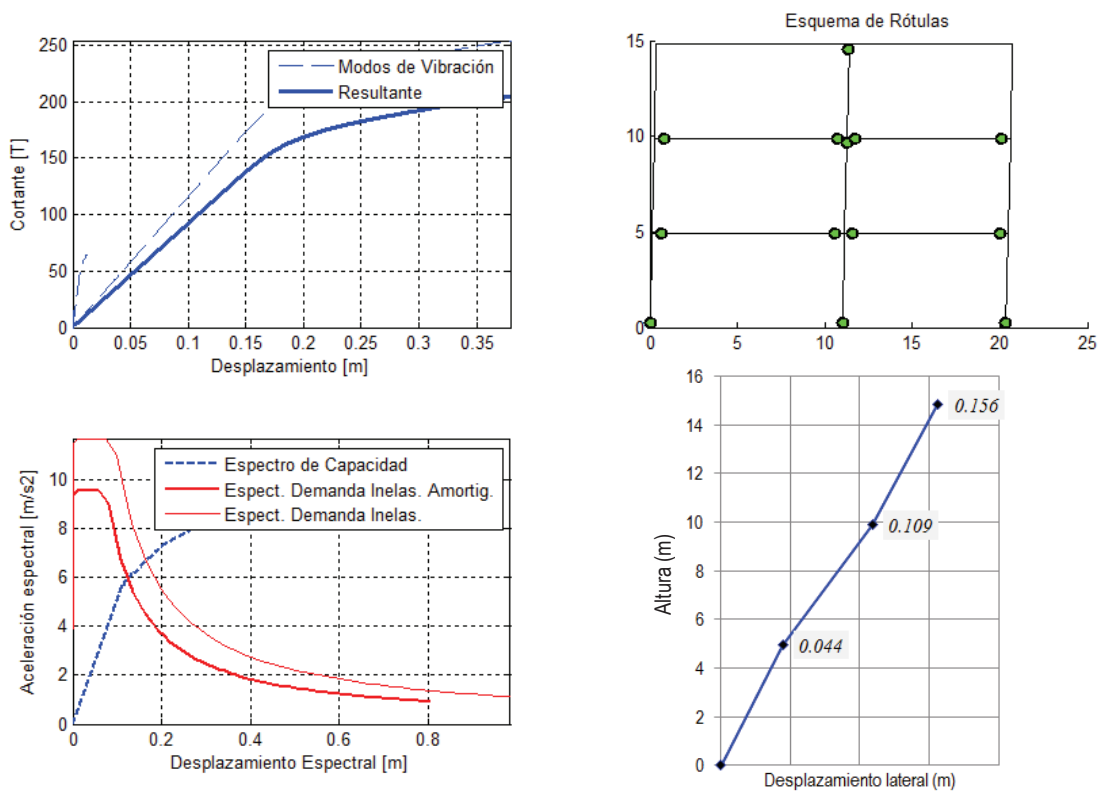 250
200
150
100
50
0
Cortante [T]
Modos de Vibración
Resultante
0 0.05 0.1 0.15 0.2 0.25 0.3 0.35
Desplazamiento [m]
Esquema de Rótulas
15
10
5
0
0 5 10 15 20 25
10
8
6
4
2
0
Aceleración espectral [m/s2]
Espectro de Capacidad
Espect. Demanda Inelas. Amortig.
Espect. Demanda Inelas.
0 0.2 0.4 0.6 0.8
Desplazamiento Espectral [m]
16
14
12
10
8
6
4
2
0
Altura (m)
0.156
0.109
0.044
Desplazamiento lateral (m)